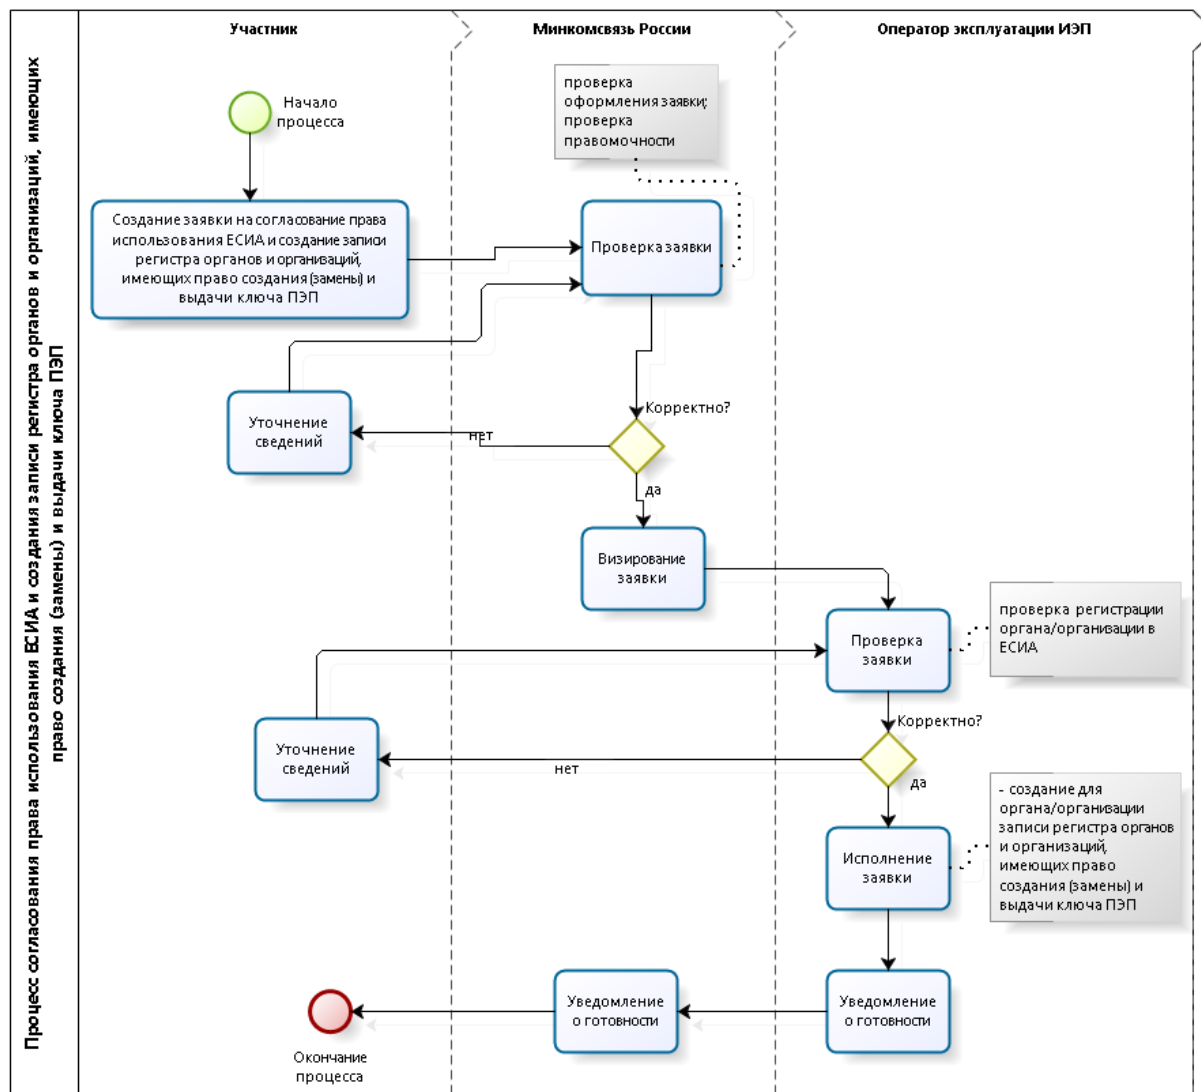 Процесс согласования права использования ЕСИА и создания записи регистра органов и организаций, имеющих
право создания (замены) и выдачи ключа ПЭП
Участник
Минкомсвязь России
Оператор эксплуатации ИЭП
Начало
процесса
проверка
оформления заявки;
проверка
правомочности
Создание заявки на согласование права
использования ЕСИА и создание записи
регистра органов и организаций,
имеющих право создания (замены) и
выдачи ключа ПЭП
Проверка заявки
Корректно?
Уточнение
сведений
нет
да
Визирование
заявки
Проверка
заявки
проверка регистрации
органа/организации в
ЕСИА
Корректно?
Уточнение
сведений
нет
да
- создание для
органа/организации
записи регистра органов
и организаций,
имеющих право
создания (замены) и
выдачи ключа ПЭП
Исполнение
заявки
Уведомление
о готовности
Уведомление
о готовности
Окончание
процесса